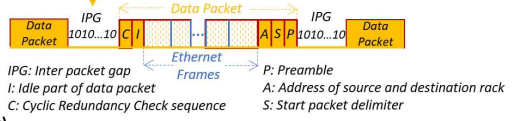 Data Packet
IPG
IPG
Data
Packet
1010...10
C I
...
A S P
1010...10
Data
Packet
Ethernet
Frames
IPG: Inter packet gap
P: Preamble
I: Idle part of data packet
A: Address of source and destination rack
C: Cyclic Redundancy Check sequence
S: Start packet delimiter